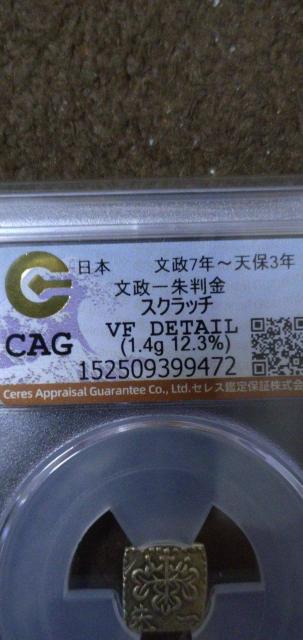 日本 文政7年～天保3年
文政一朱判金
スクラッチ
CAG VF DETAIL
(1.4g 12.3%)
152509399472
Ceres Appraisal Guarantee Co., Ltd.セレス鑑定保証株式会
朱一